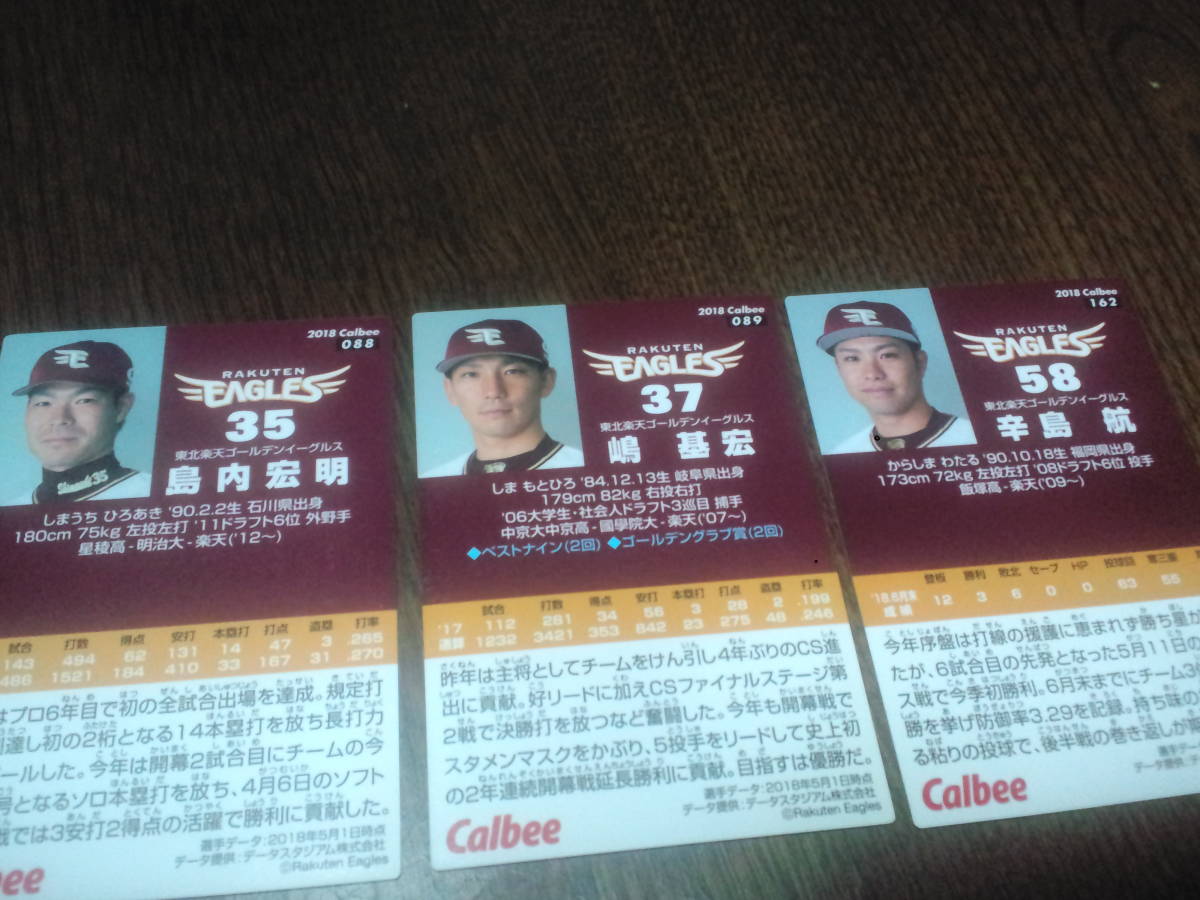 2018 Calbee
088
RAKUTEN
EAGLES
35
東北楽天ゴールデンイーグルス
島内宏明
しまうち ひろあき '90.2.2生 石川県出身
180cm 75kg 左投左打 '11ドラフト6位 外野手
星稜高-明治大-楽天('12〜)
試合 打数 得点 安打 本塁打 打点 盗塁 打率
143 494 62 131 14 47 3 .265
486 1521 184 410 33 167 31 .270
はプロ6年目で初の全試合出場を達成。規定打
到達し初の2桁となる14本塁打を放ち長打力
ールした。今年は開幕2試合目にチームの今
号となるソロ本塁打を放ち、4月6日のソフト
戦では3安打2得点の活躍で勝利に貢献した。
選手データ:2018年5月1日時点
データ提供:データスタジアム株式会社
©Rakuten Eagles
bee
2018 Calbee
089
RAKUTEN
EAGLES
37
東北楽天ゴールデンイーグルス
嶋 基宏
しま もとひろ '84.12.13生 岐阜県出身
179cm 82kg 右投右打
'06大学生・社会人ドラフト3巡目 捕手
中京大中京高-國學院大-楽天('07〜)
◆ベストナイン(2回) ◆ゴールデングラブ賞(2回)
試合 打数 得点 安打 本塁打 打点 盗塁 打率
'17 112 281 34 56 3 28 2 .199
通算 1232 3421 353 842 23 275 48 .246
昨年は主将としてチームをけん引し4年ぶりのCS進
出に貢献。好リードに加えCSファイナルステージ第
2戦で決勝打を放つなど奮闘した。今年も開幕戦で
スタメンマスクをかぶり、5投手をリードして史上初
の2年連続開幕戦延長勝利に貢献。目指すは優勝だ。
選手データ:2018年5月1日時点
データ提供:データスタジアム株式会社
©Rakuten Eagles
Calbee
2018 Calbee
162
RAKUTEN
EAGLES
58
東北楽天ゴールデンイーグルス
辛島 航
からしま わたる '90.10.18生 福岡県出身
173cm 72kg 左投左打 '08ドラフト6位 投手
飯塚高-楽天('09〜)
登板 勝利 敗北 セーブ HP 投球回 奪三振
'18.6月末成績 12 3 6 0 0 63 55
今年序盤は打線の援護に恵まれず勝ち星が
たが、6試合目の先発となった5月11日の
ス戦で今季初勝利。6月末までにチーム3
勝を挙げ防御率3.29を記録。持ち味の
る粘りの投球で、後半戦の巻き返しが
選手データ
Calbee